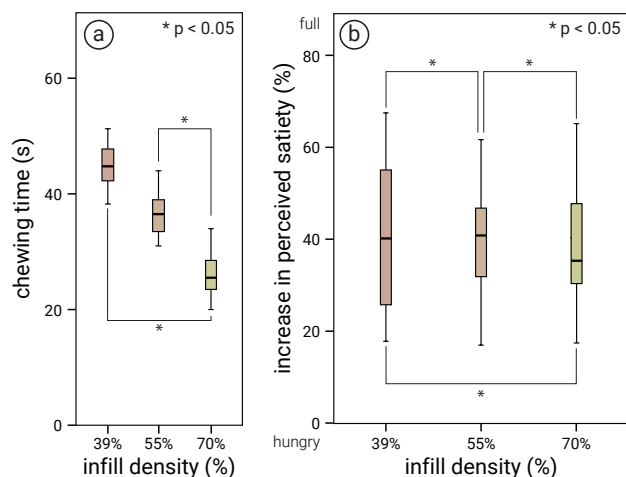 a
* p < 0.05
60
40
20
0
chewing time (s)
*
*
39%
55%
70%
infill density (%)
full
b
* p < 0.05
80
60
40
20
0
increase in perceived satiety (%)
*
*
*
hungry
39%
55%
70%
infill density (%)